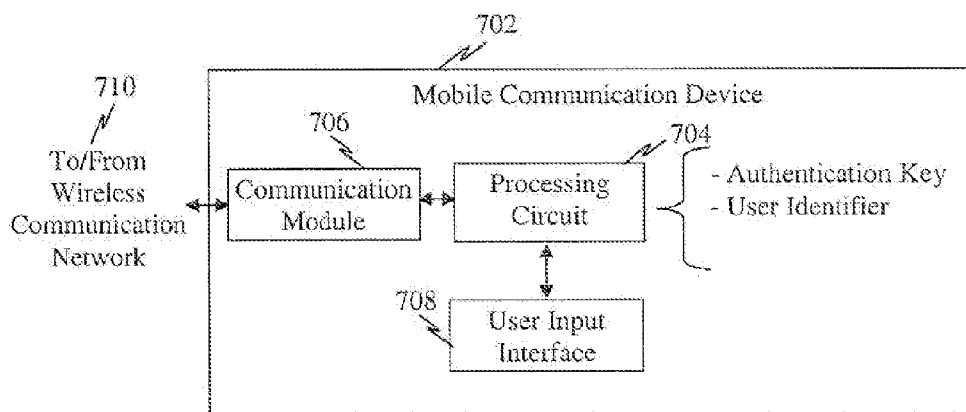 702
710
Mobile Communication Device
706
704
To/From
Wireless
Communication
Network
Communication
Module
Processing
Circuit
- Authentication Key
- User Identifier
708
User Input
Interface